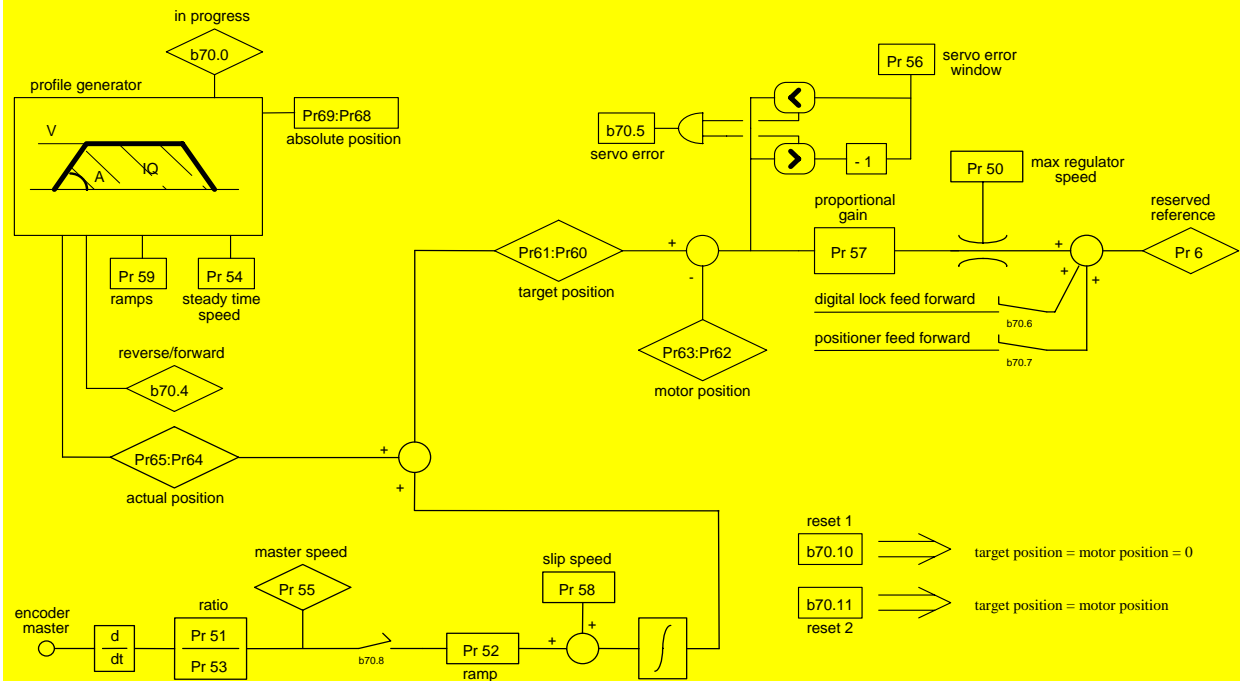 in progress
b70.0
profile generator
V
A
IQ
Pr69:Pr68
absolute position
Pr 59
ramps
Pr 54
steady time
speed
reverse/forward
b70.4
Pr65:Pr64
actual position
+
+
Pr61:Pr60
target position
+
-
Pr63:Pr62
motor position
b70.5
servo error
<
>
- 1
Pr 56
servo error
window
proportional
gain
Pr 57
Pr 50
max regulator
speed
+
+
+
reserved
reference
Pr 6
digital lock feed forward
b70.6
positioner feed forward
b70.7
encoder
master
d
dt
ratio
Pr 51
Pr 53
master speed
Pr 55
b70.8
Pr 52
ramp
slip speed
Pr 58
+
+
∫
reset 1
b70.10
target position = motor position = 0
b70.11
reset 2
target position = motor position